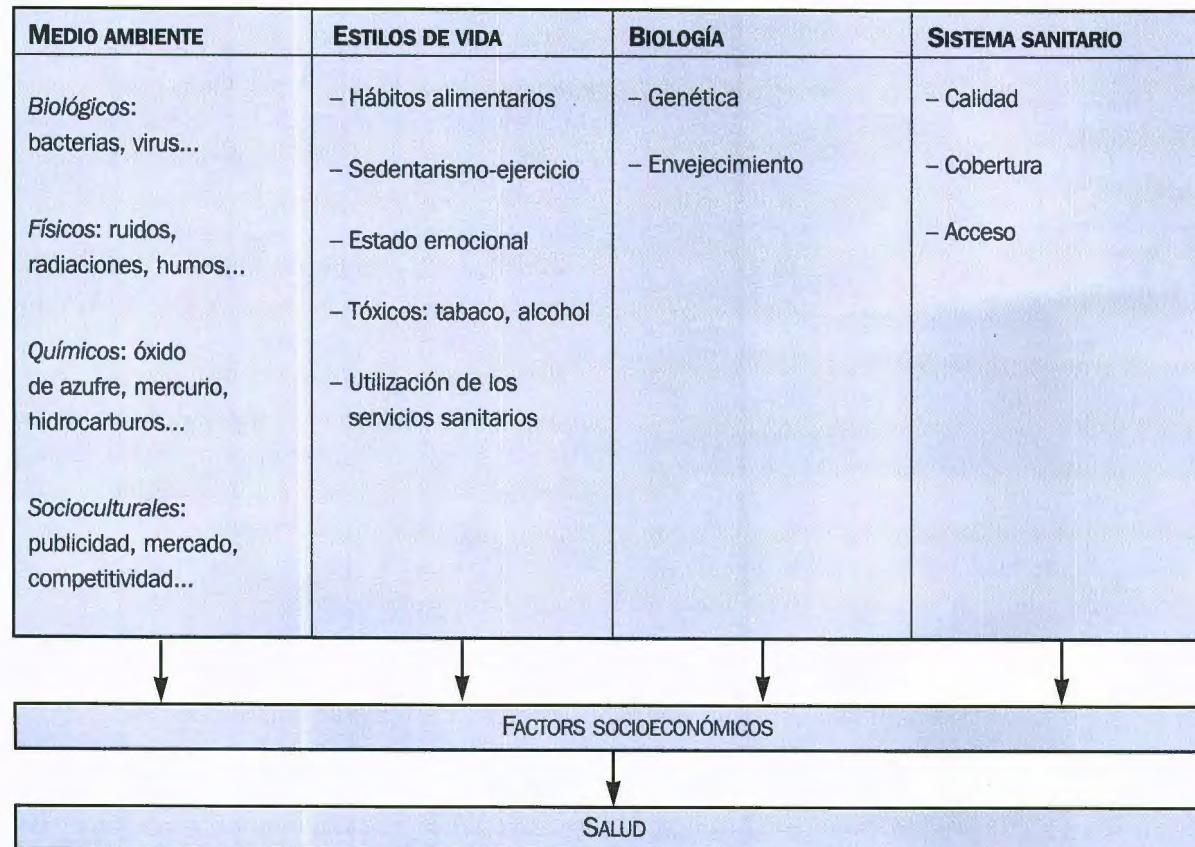 MEDIO AMBIENTE
Biológicos:
bacterias, virus...
Físicos: ruidos,
radiaciones, humos...
Químicos: óxido
de azufre, mercurio,
hidrocarburos...
Socioculturales:
publicidad, mercado,
competitividad...
ESTILOS DE VIDA
– Hábitos alimentarios
– Sedentarismo-ejercicio
– Estado emocional
– Tóxicos: tabaco, alcohol
– Utilización de los
servicios sanitarios
BIOLOGÍA
– Genética
– Envejecimiento
SISTEMA SANITARIO
– Calidad
– Cobertura
– Acceso
FACTORS SOCIOECONÓMICOS
SALUD